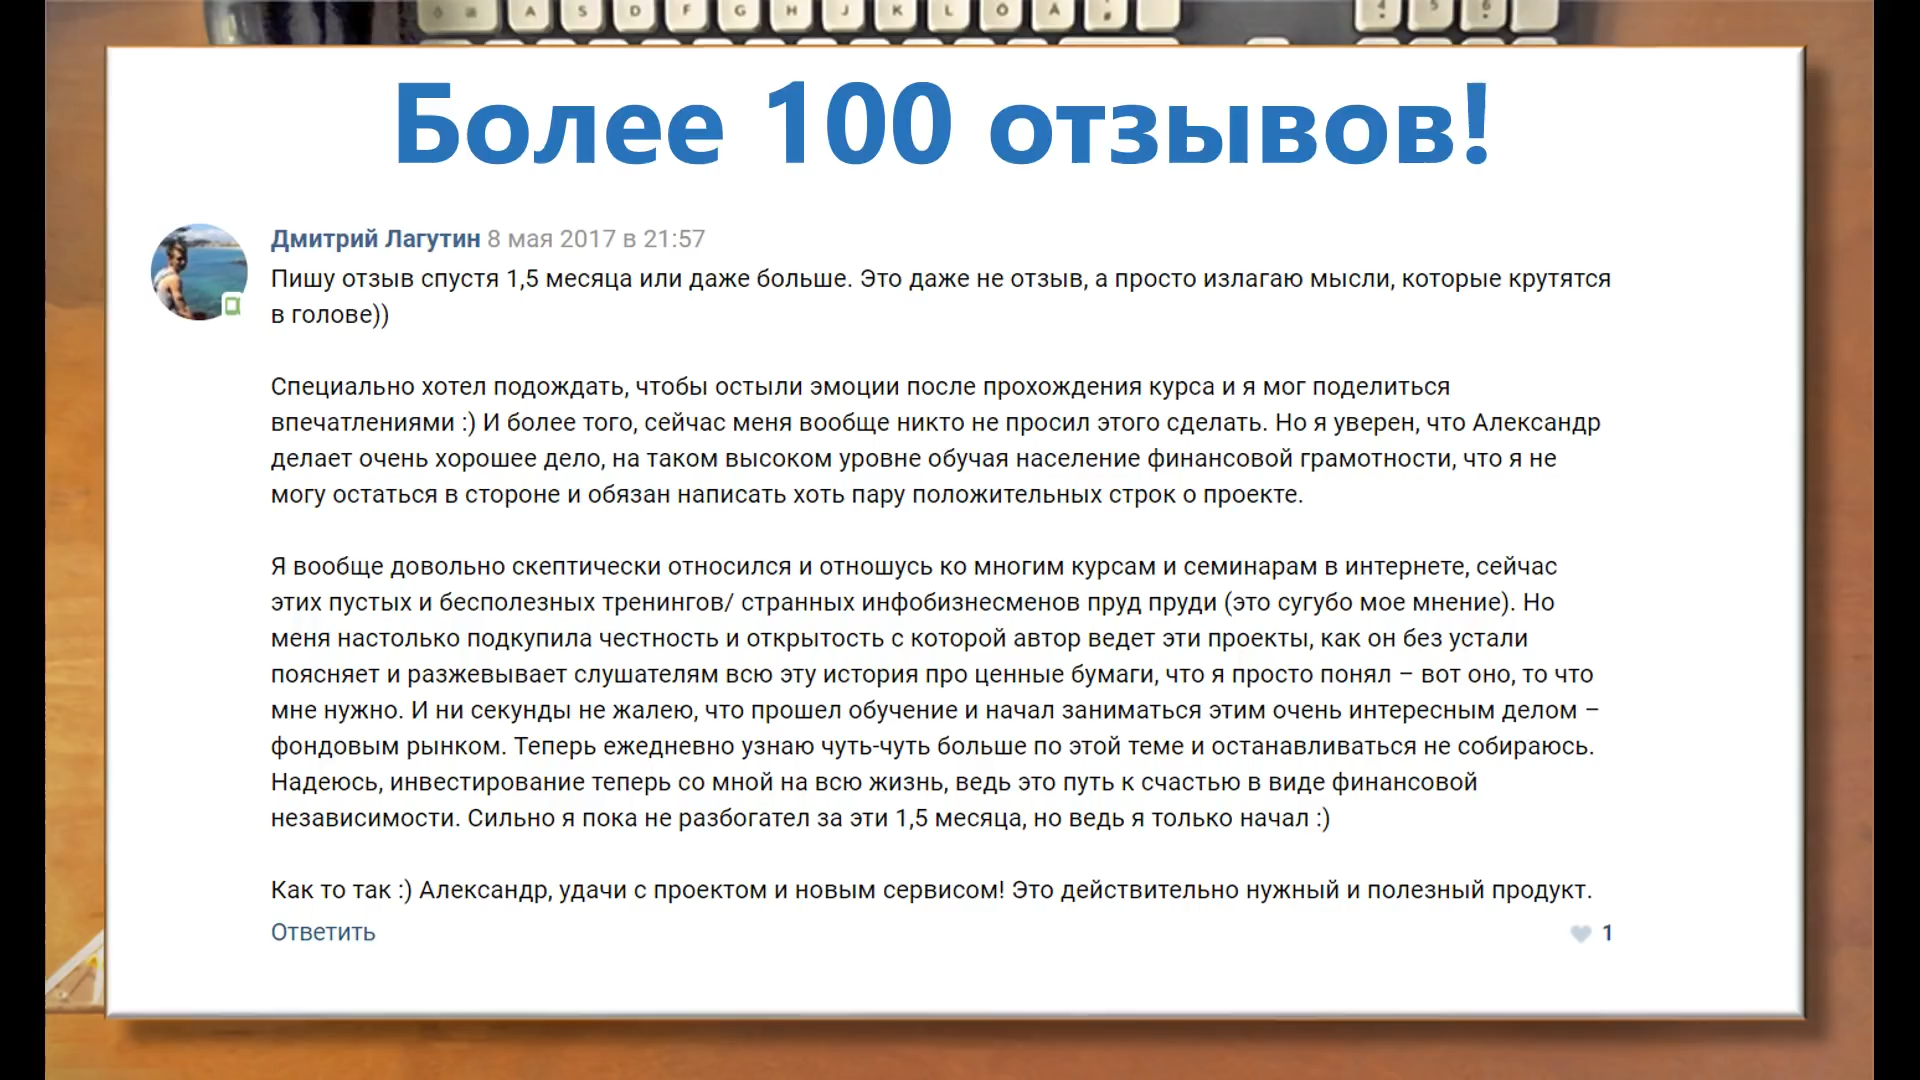 A S D F G H J K L Ö Ä
4 5 6
Более 100 отзывов!
Дмитрий Лагутин 8 мая 2017 в 21:57
Пишу отзыв спустя 1,5 месяца или даже больше. Это даже не отзыв, а просто излагаю мысли, которые крутятся
в голове))
Специально хотел подождать, чтобы остыли эмоции после прохождения курса и я мог поделиться
впечатлениями :) И более того, сейчас меня вообще никто не просил этого сделать. Но я уверен, что Александр
делает очень хорошее дело, на таком высоком уровне обучая население финансовой грамотности, что я не
могу остаться в стороне и обязан написать хоть пару положительных строк о проекте.
Я вообще довольно скептически относился и отношусь ко многим курсам и семинарам в интернете, сейчас
этих пустых и бесполезных тренингов/ странных инфобизнесменов пруд пруди (это сугубо мое мнение). Но
меня настолько подкупила честность и открытость с которой автор ведет эти проекты, как он без устали
поясняет и разжевывает слушателям всю эту история про ценные бумаги, что я просто понял – вот оно, то что
мне нужно. И ни секунды не жалею, что прошел обучение и начал заниматься этим очень интересным делом –
фондовым рынком. Теперь ежедневно узнаю чуть-чуть больше по этой теме и останавливаться не собираюсь.
Надеюсь, инвестирование теперь со мной на всю жизнь, ведь это путь к счастью в виде финансовой
независимости. Сильно я пока не разбогател за эти 1,5 месяца, но ведь я только начал :)
Как то так :) Александр, удачи с проектом и новым сервисом! Это действительно нужный и полезный продукт.
Ответить
1